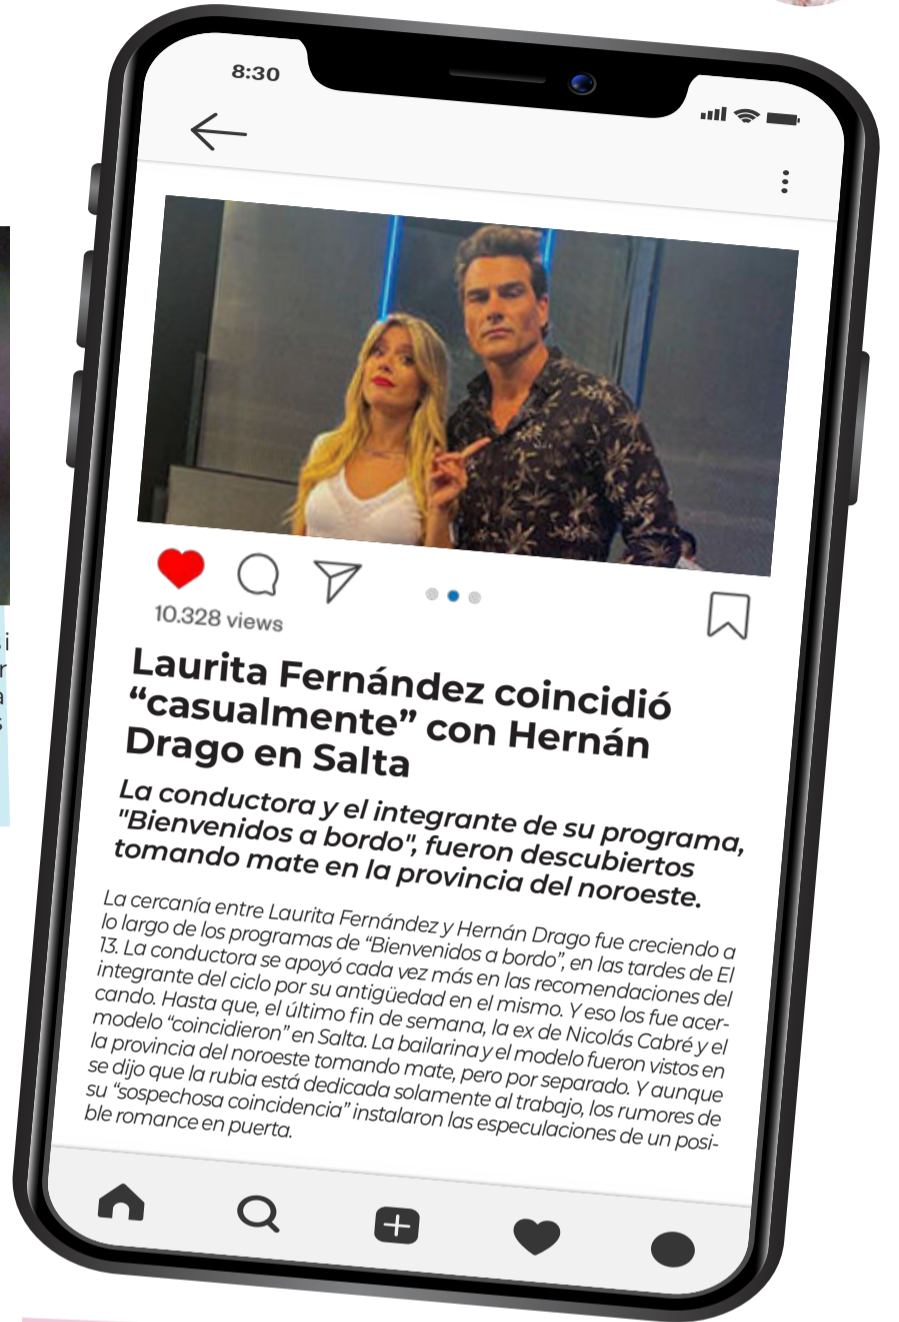 8:30
10.328 views
Laurita Fernández coincidió
“casualmente” con Hernán
Drago en Salta
La conductora y el integrante de su programa,
"Bienvenidos a bordo", fueron descubiertos
tomando mate en la provincia del noroeste.
La cercanía entre Laurita Fernández y Hernán Drago fue creciendo a
lo largo de los programas de “Bienvenidos a bordo”, en las tardes de El
13. La conductora se apoyó cada vez más en las recomendaciones del
integrante del ciclo por su antigüedad en el mismo. Y eso los fue acer-
cando. Hasta que, el último fin de semana, la ex de Nicolás Cabré y el
modelo “coincidieron” en Salta. La bailarina y el modelo fueron vistos en
la provincia del noroeste tomando mate, pero por separado. Y aunque
se dijo que la rubia está dedicada solamente al trabajo, los rumores de
su “sospechosa coincidencia” instalaron las especulaciones de un posi-
ble romance en puerta.